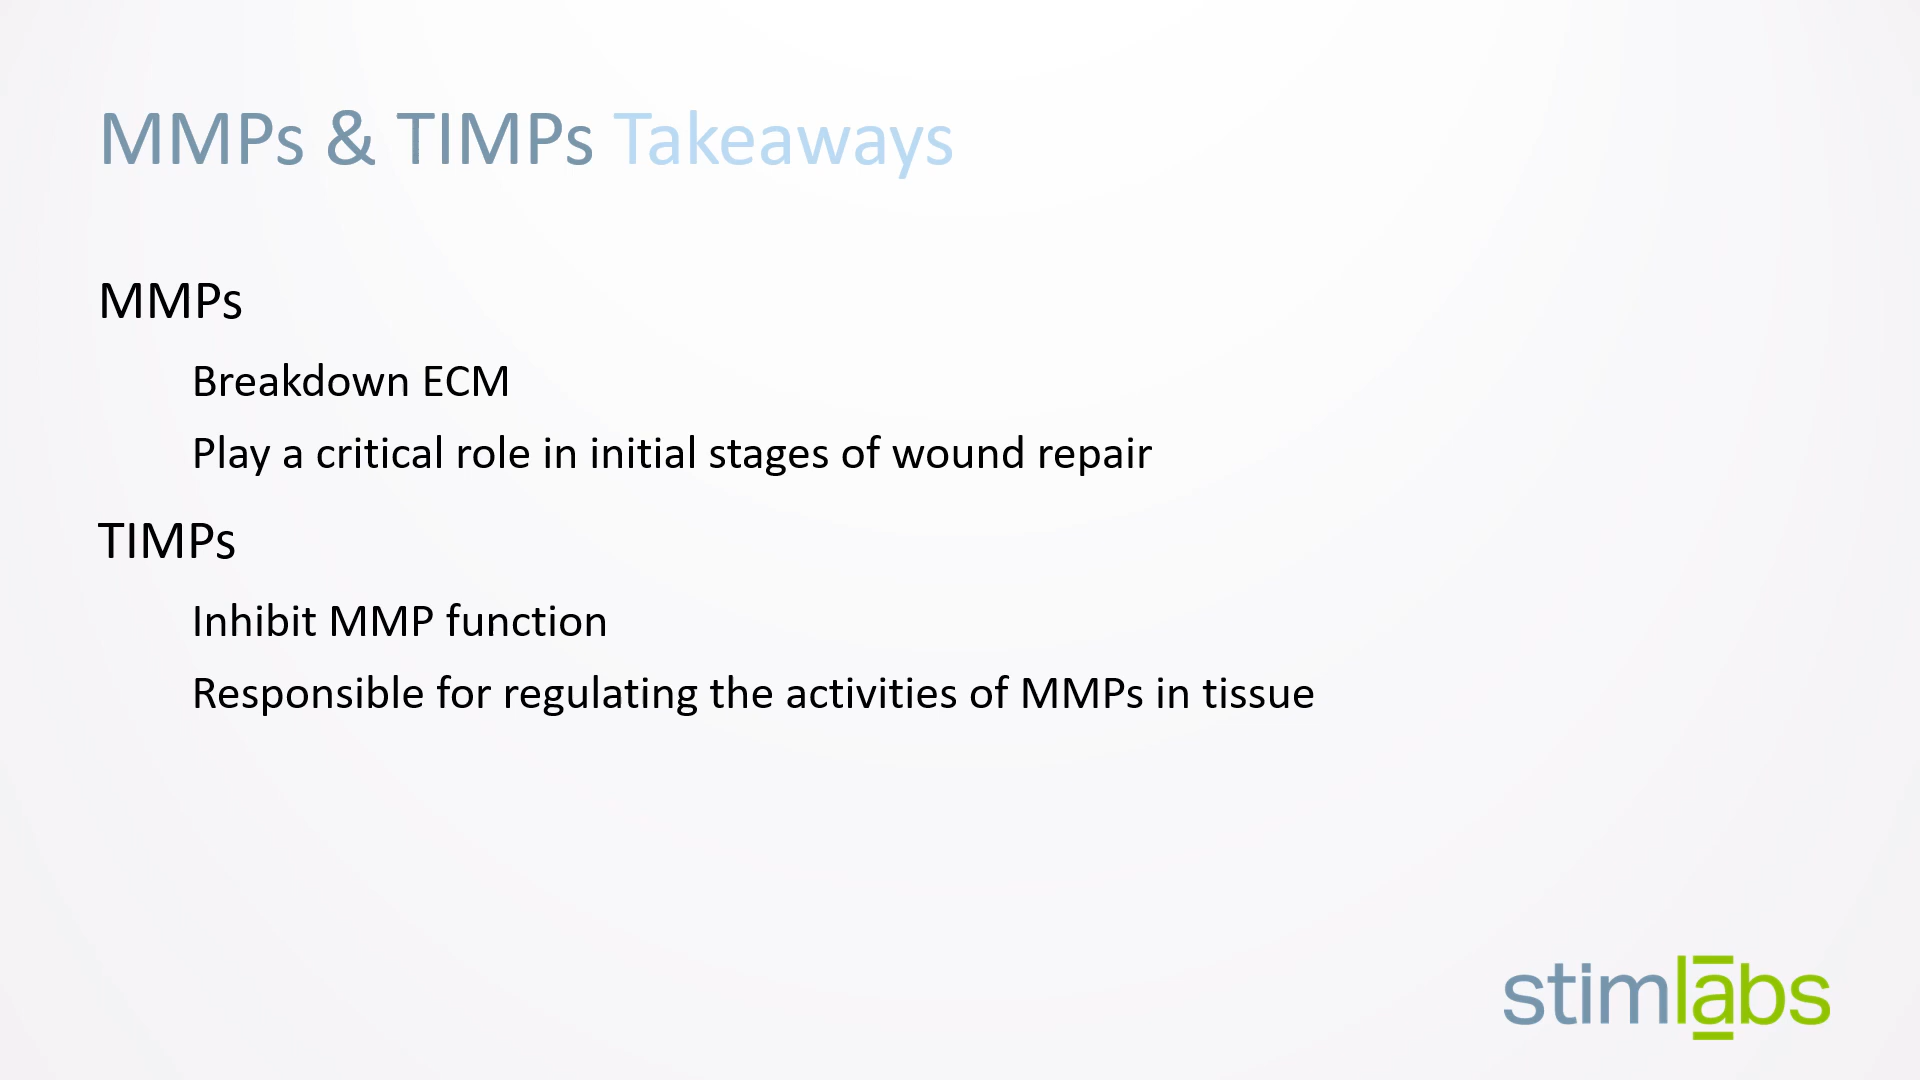 MMPs & TIMPs Takeaways
MMPs
Breakdown ECM
Play a critical role in initial stages of wound repair
TIMPs
Inhibit MMP function
Responsible for regulating the activities of MMPs in tissue
stimlabs